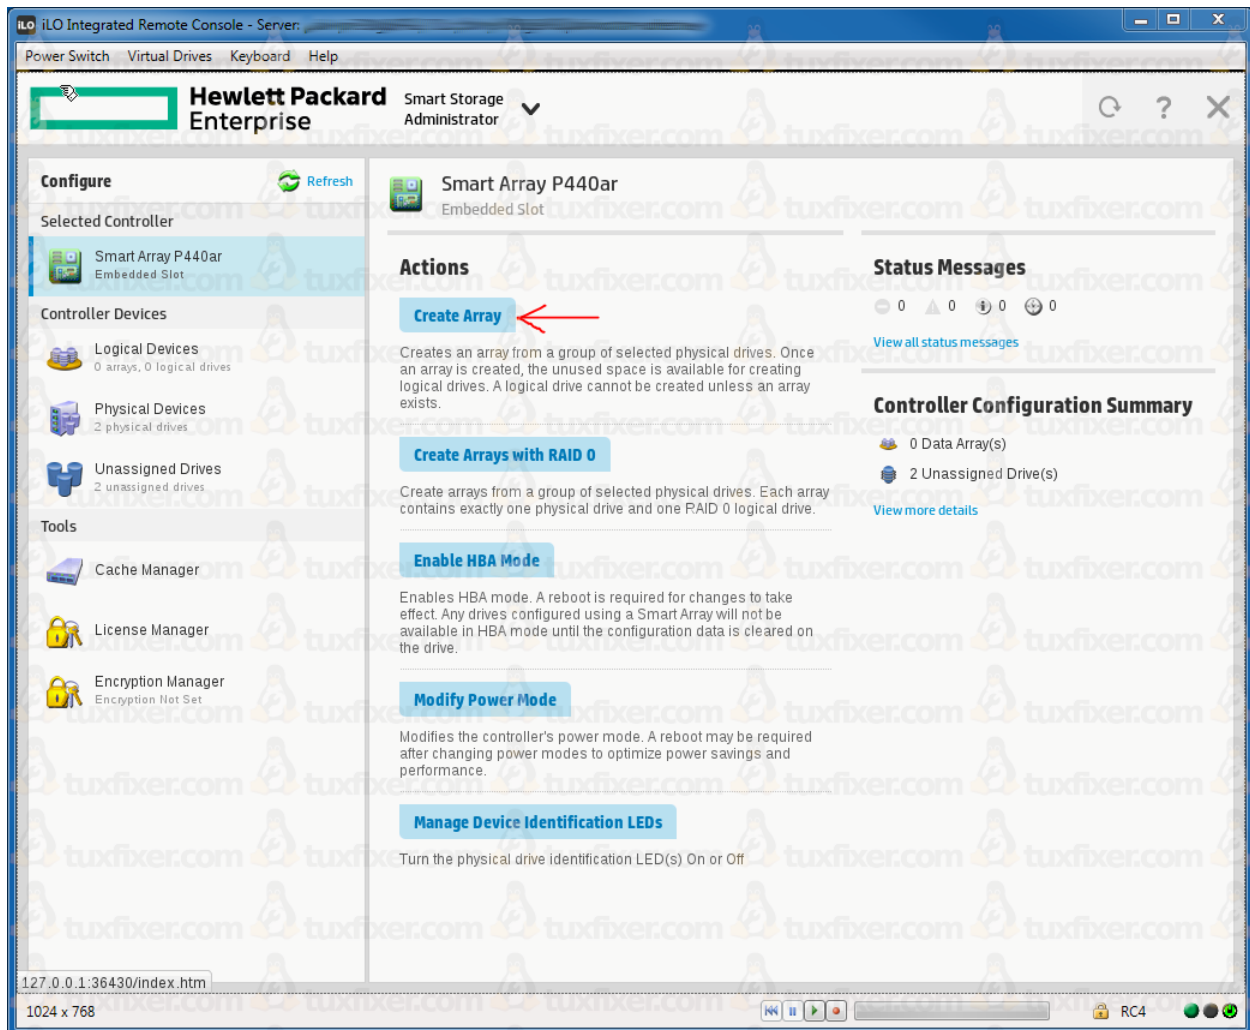 iLO Integrated Remote Console - Server:
Power Switch Virtual Drives Keyboard Help
Hewlett Packard
Enterprise
Smart Storage
Administrator
Configure
Refresh
Selected Controller
Smart Array P440ar
Embedded Slot
Controller Devices
Logical Devices
0 arrays, 0 logical drives
Physical Devices
2 physical drives
Unassigned Drives
2 unassigned drives
Tools
Cache Manager
License Manager
Encryption Manager
Encryption Not Set
Smart Array P440ar
Embedded Slot
Actions
Create Array
Creates an array from a group of selected physical drives. Once
an array is created, the unused space is available for creating
logical drives. A logical drive cannot be created unless an array
exists.
Create Arrays with RAID 0
Create arrays from a group of selected physical drives. Each array
contains exactly one physical drive and one RAID 0 logical drive.
Enable HBA Mode
Enables HBA mode. A reboot is required for changes to take
effect. Any drives configured using a Smart Array will not be
available in HBA mode until the configuration data is cleared on
the drive.
Modify Power Mode
Modifies the controller's power mode. A reboot may be required
after changing power modes to optimize power savings and
performance.
Manage Device Identification LEDs
Turn the physical drive identification LED(s) On or Off
Status Messages
0 0 0 0
View all status messages
Controller Configuration Summary
0 Data Array(s)
2 Unassigned Drive(s)
View more details
127.0.0.1:36430/index.htm
1024 x 768
RC4
tuxfixer.com